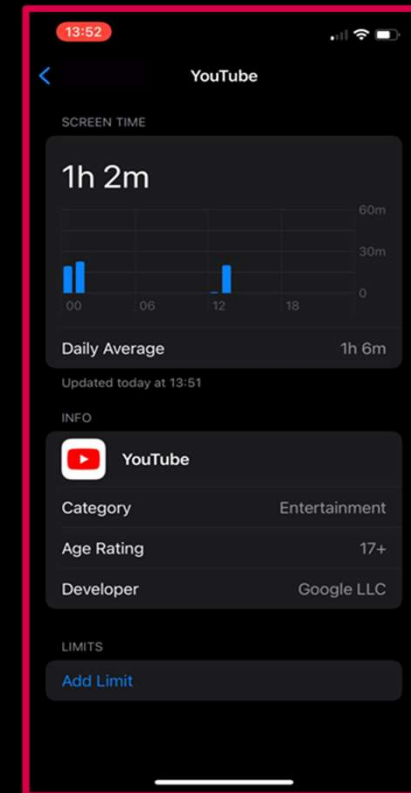 13:52
YouTube
SCREEN TIME
1h 2m
60m
30m
0
00 06 12 18
Daily Average 1h 6m
Updated today at 13:51
INFO
YouTube
Category Entertainment
Age Rating 17+
Developer Google LLC
LIMITS
Add Limit